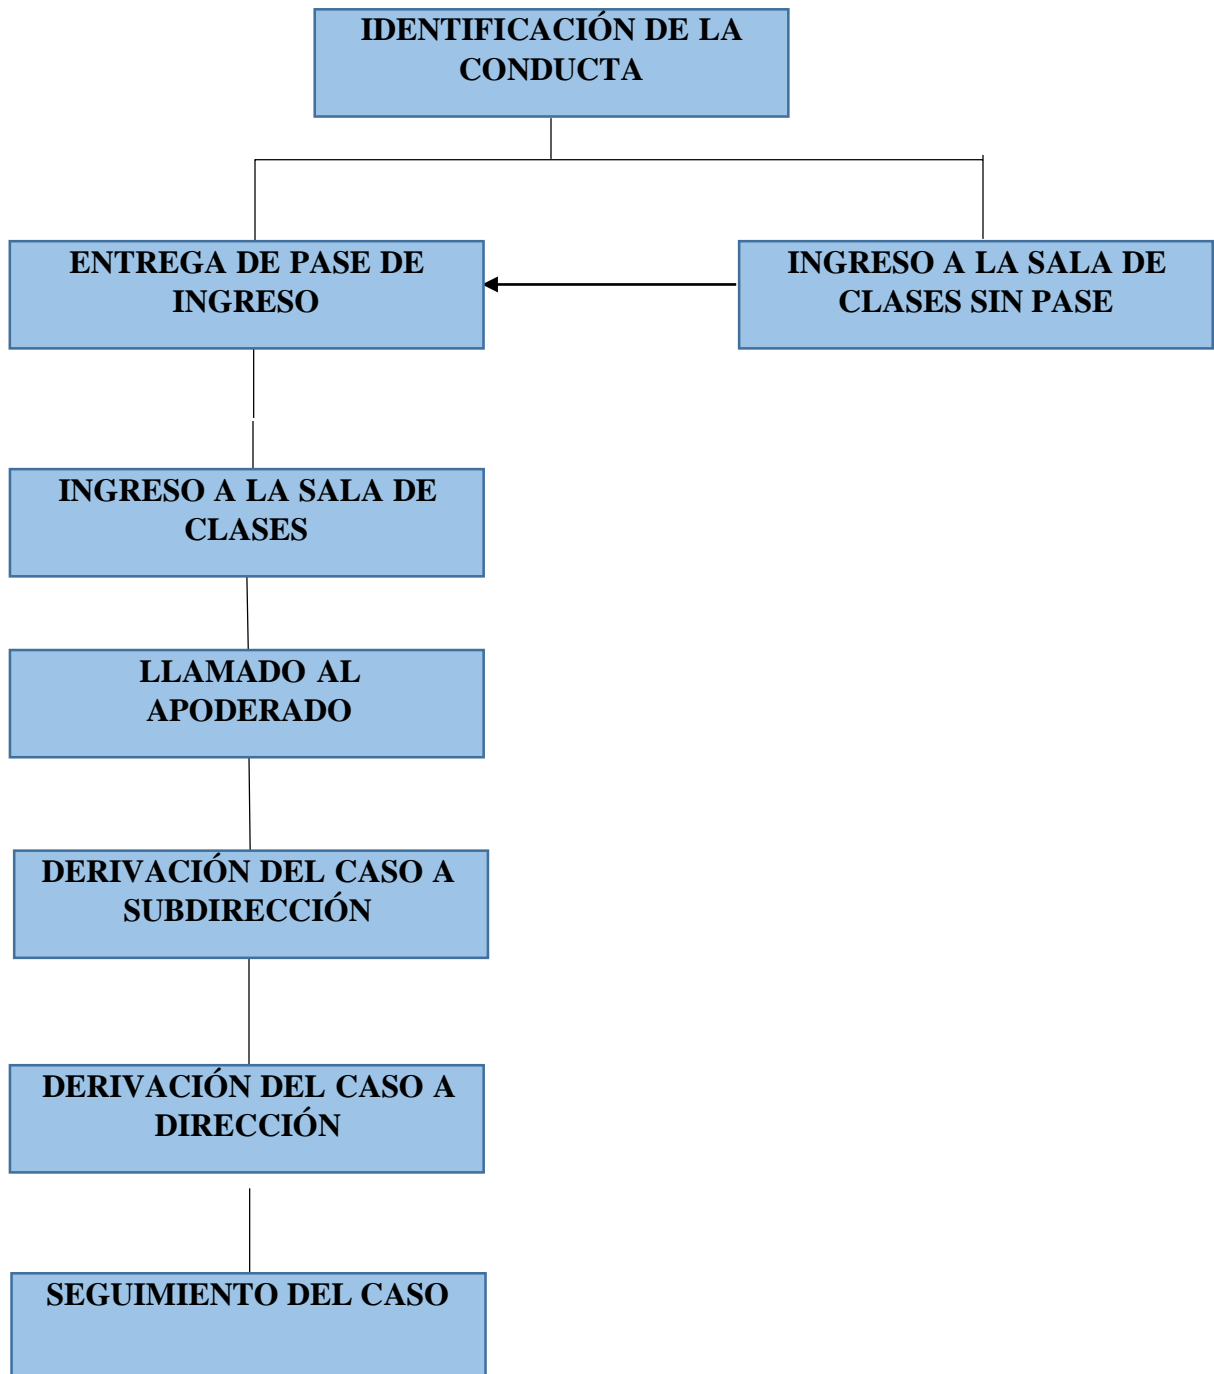 IDENTIFICACIÓN DE LA
CONDUCTA
ENTREGA DE PASE DE
INGRESO
INGRESO A LA SALA DE
CLASES SIN PASE
INGRESO A LA SALA DE
CLASES
LLAMADO AL
APODERADO
DERIVACIÓN DEL CASO A
SUBDIRECCIÓN
DERIVACIÓN DEL CASO A
DIRECCIÓN
SEGUIMIENTO DEL CASO